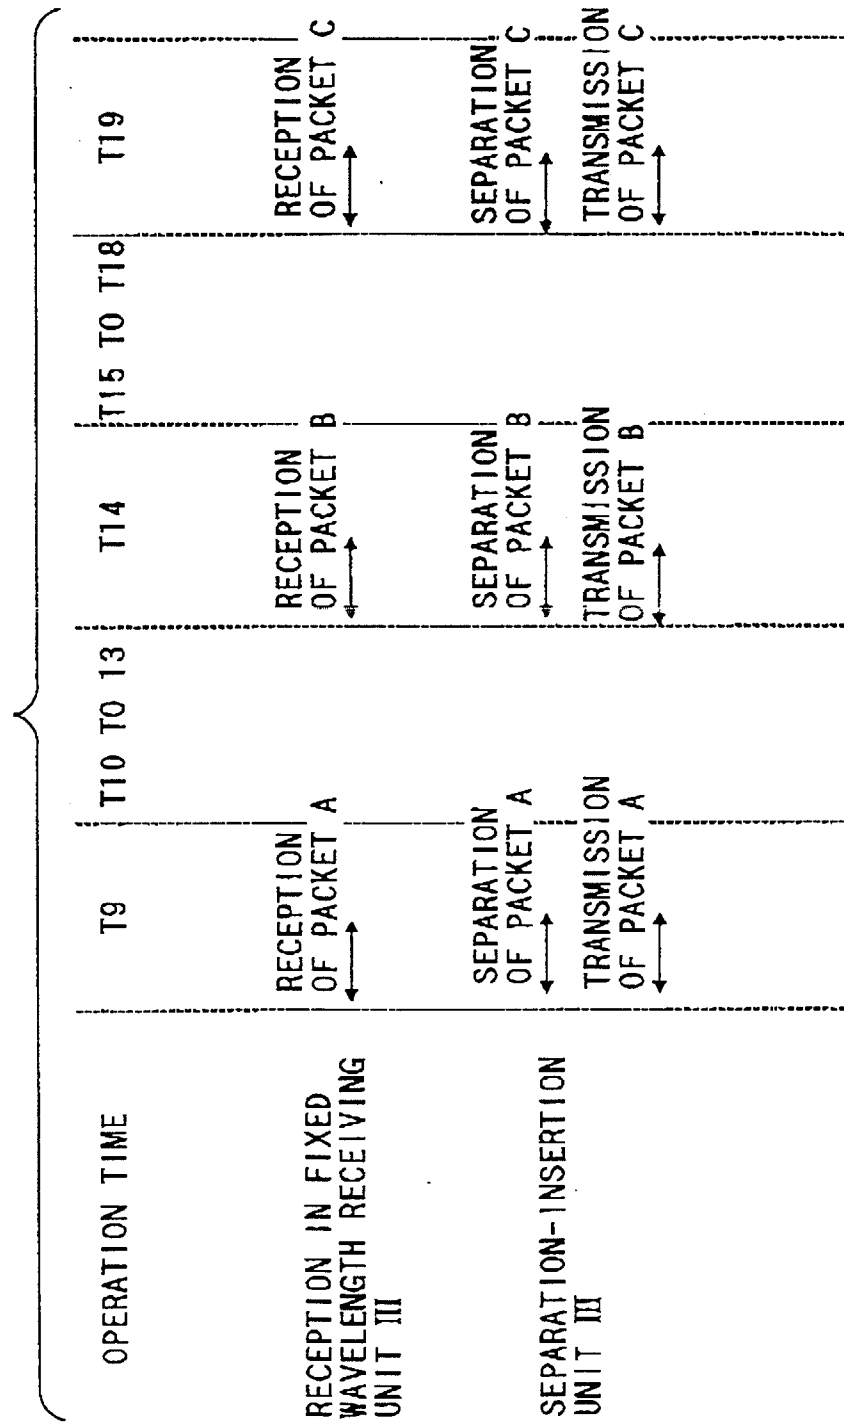 OPERATION TIME
T9
T10 TO 13
T14
T15 TO T18
T19
RECEPTION IN FIXED
WAVELENGTH RECEIVING
UNIT III
RECEPTION
OF PACKET A
RECEPTION
OF PACKET B
RECEPTION
OF PACKET C
SEPARATION-INSERTION
UNIT III
SEPARATION
OF PACKET A
SEPARATION
OF PACKET B
SEPARATION
OF PACKET C
TRANSMISSION
OF PACKET A
TRANSMISSION
OF PACKET B
TRANSMISSION
OF PACKET C